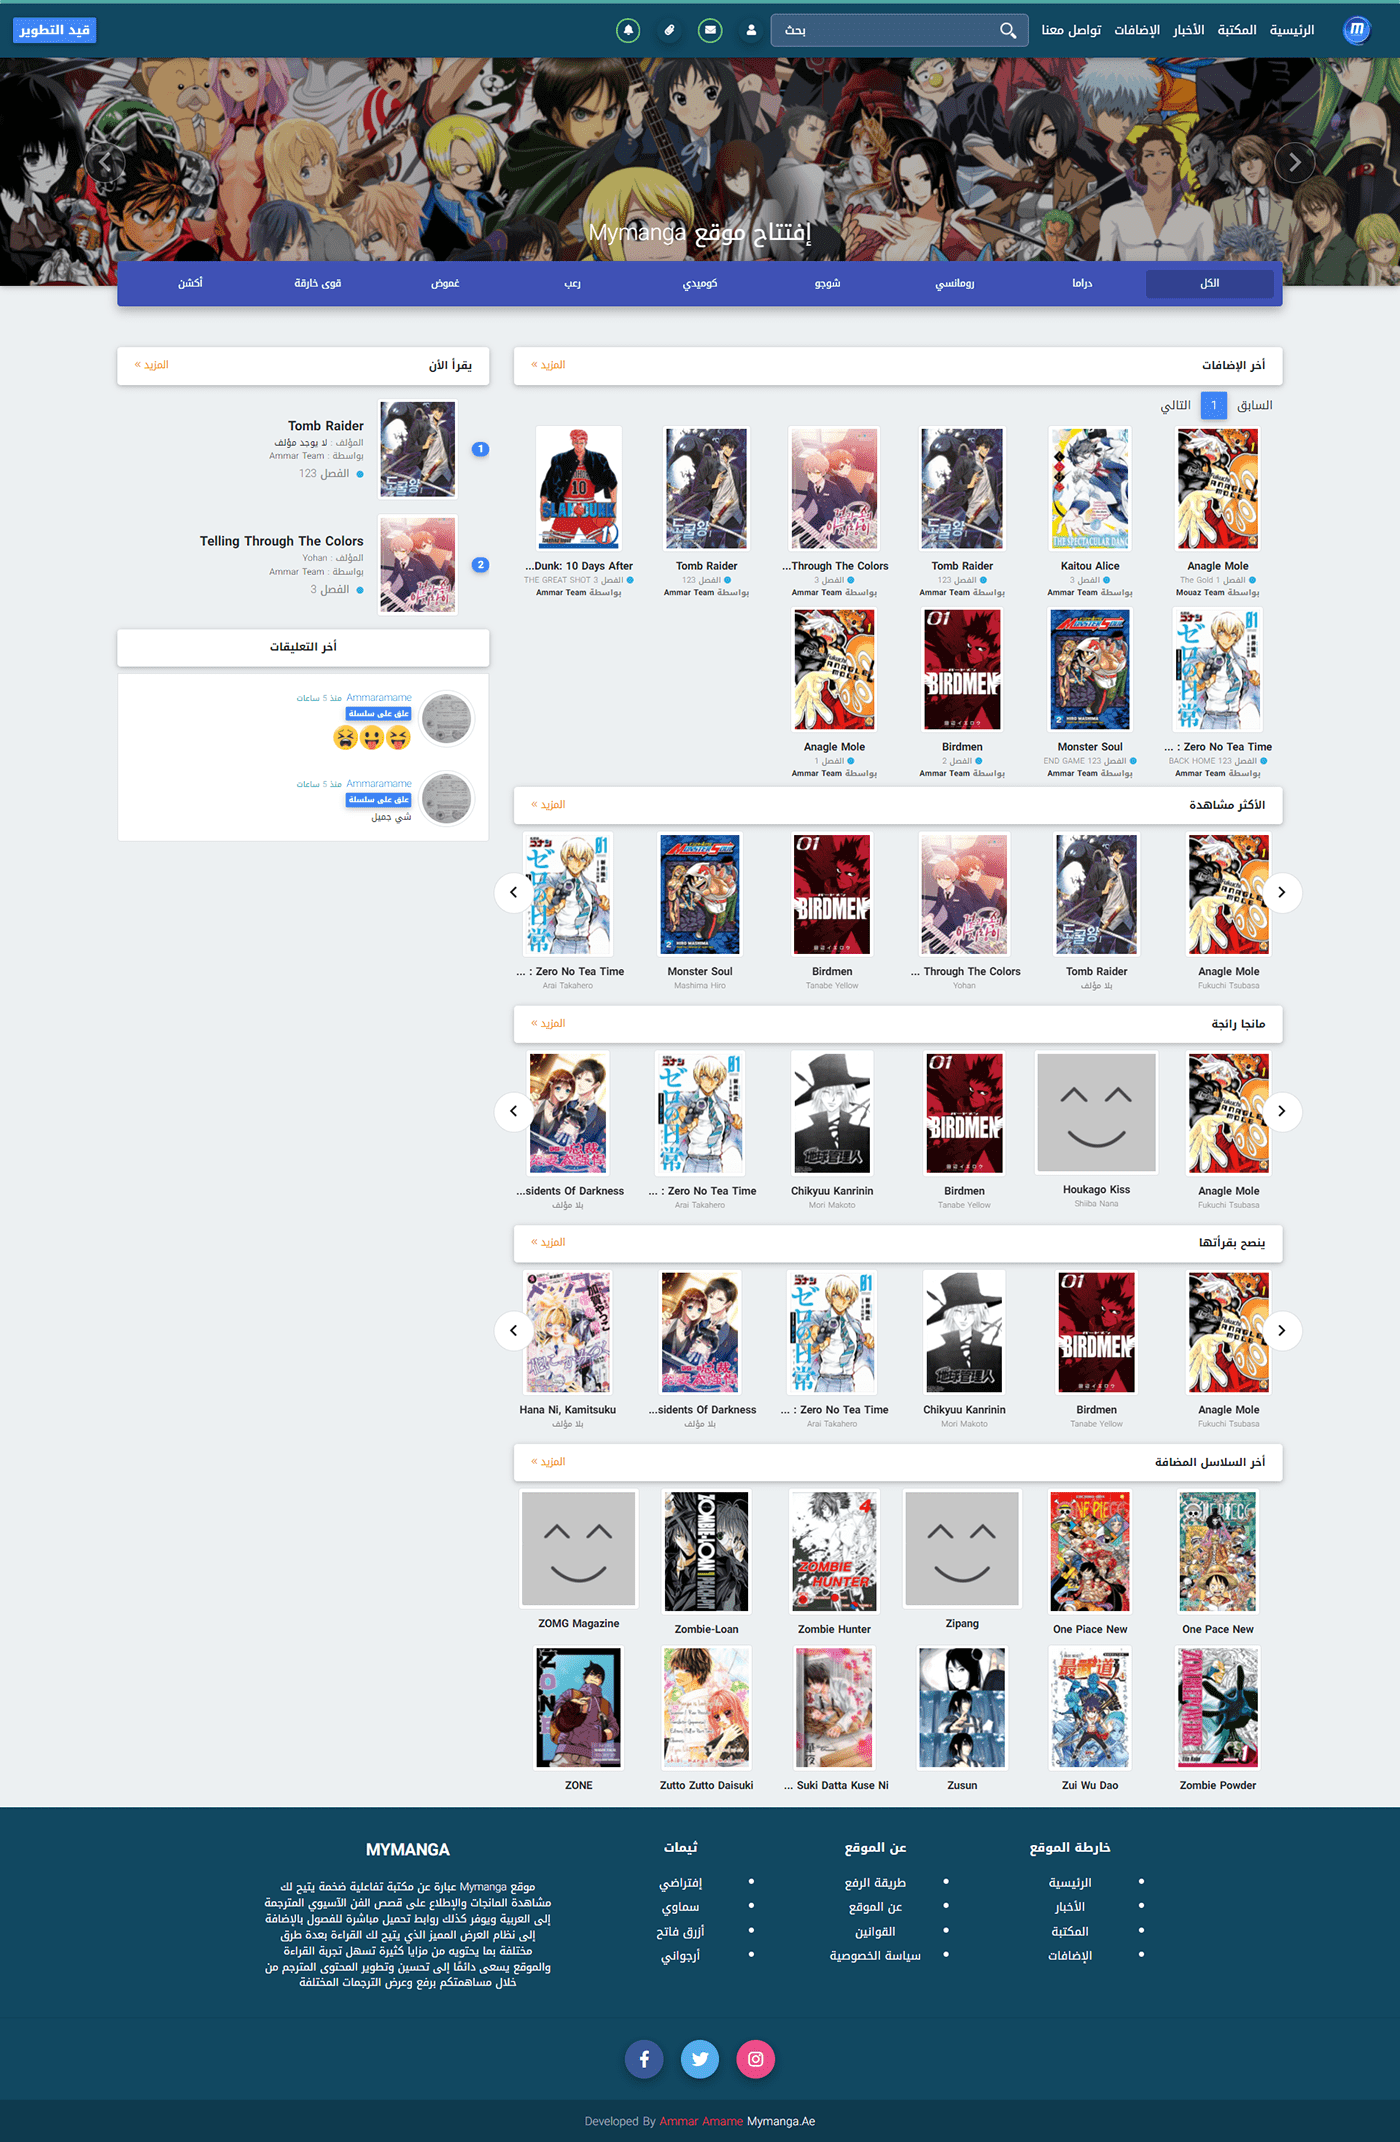 الرئيسية المكتبة الأخبار الإضافات تواصل معنا
بحث
قيد التطوير
إفتتاح موقع Mymanga
الكل دراما رومانسي شوجو كوميدي رعب غموض قوى خارقة أكشن
أخر الإضافات
المزيد »
السابق 1 التالي
Anagle Mole
الفصل 1 The Gold
بواسطة Mouaz Team
Kaitou Alice
الفصل 3
بواسطة Ammar Team
Tomb Raider
الفصل 123
بواسطة Ammar Team
...Through The Colors
الفصل 3
بواسطة Ammar Team
Tomb Raider
الفصل 123
بواسطة Ammar Team
...Dunk: 10 Days After
الفصل 3 THE GREAT SHOT
بواسطة Ammar Team
... : Zero No Tea Time
الفصل 123 BACK HOME
بواسطة Ammar Team
Monster Soul
الفصل 123 END GAME
بواسطة Ammar Team
Birdmen
الفصل 2
بواسطة Ammar Team
Anagle Mole
الفصل 1
بواسطة Ammar Team
يقرأ الأن
المزيد »
1
Tomb Raider
المؤلف : لا يوجد مؤلف
بواسطة : Ammar Team
الفصل 123
2
Telling Through The Colors
المؤلف : Yohan
بواسطة : Ammar Team
الفصل 3
أخر التعليقات
Ammaramame منذ 5 ساعات
علق على سلسلة
Ammaramame منذ 5 ساعات
علق على سلسلة
شي جميل
الأكثر مشاهدة
المزيد »
Anagle Mole
Fukuchi Tsubasa
Tomb Raider
بلا مؤلف
... Through The Colors
Yohan
Birdmen
Tanabe Yellow
Monster Soul
Mashima Hiro
... : Zero No Tea Time
Arai Takahero
مانجا رائجة
المزيد »
Anagle Mole
Fukuchi Tsubasa
Houkago Kiss
Shiiba Nana
Birdmen
Tanabe Yellow
Chikyuu Kanrinin
Mori Makoto
... : Zero No Tea Time
Arai Takahero
...sidents Of Darkness
بلا مؤلف
ينصح بقرأتها
المزيد »
Anagle Mole
Fukuchi Tsubasa
Birdmen
Tanabe Yellow
Chikyuu Kanrinin
Mori Makoto
... : Zero No Tea Time
Arai Takahero
...sidents Of Darkness
بلا مؤلف
Hana Ni, Kamitsuku
بلا مؤلف
أخر السلاسل المضافة
المزيد »
One Pace New
One Piace New
Zipang
Zombie Hunter
Zombie-Loan
ZOMG Magazine
Zombie Powder
Zui Wu Dao
Zusun
... Suki Datta Kuse Ni
Zutto Zutto Daisuki
ZONE
خارطة الموقع
الرئيسية
الأخبار
المكتبة
الإضافات
عن الموقع
طريقة الرفع
عن الموقع
القوانين
سياسة الخصوصية
ثيمات
إفتراضي
سماوي
أزرق فاتح
أرجواني
MYMANGA
موقع Mymanga عبارة عن مكتبة تفاعلية ضخمة يتيح لك
مشاهدة المانجات والإطلاع على قصص الفن الآسيوي المترجمة
إلى العربية ويوفر كذلك روابط تحميل مباشرة للفصول بالإضافة
إلى نظام العرض المميز الذي يتيح لك القراءة بعدة طرق
مختلفة بما يحتويه من مزايا كثيرة تسهل تجربة القراءة
والموقع يسعى دائمًا إلى تحسين وتطوير المحتوى المترجم من
خلال مساهمتكم برفع وعرض الترجمات المختلفة
Developed By Ammar Amame Mymanga.Ae